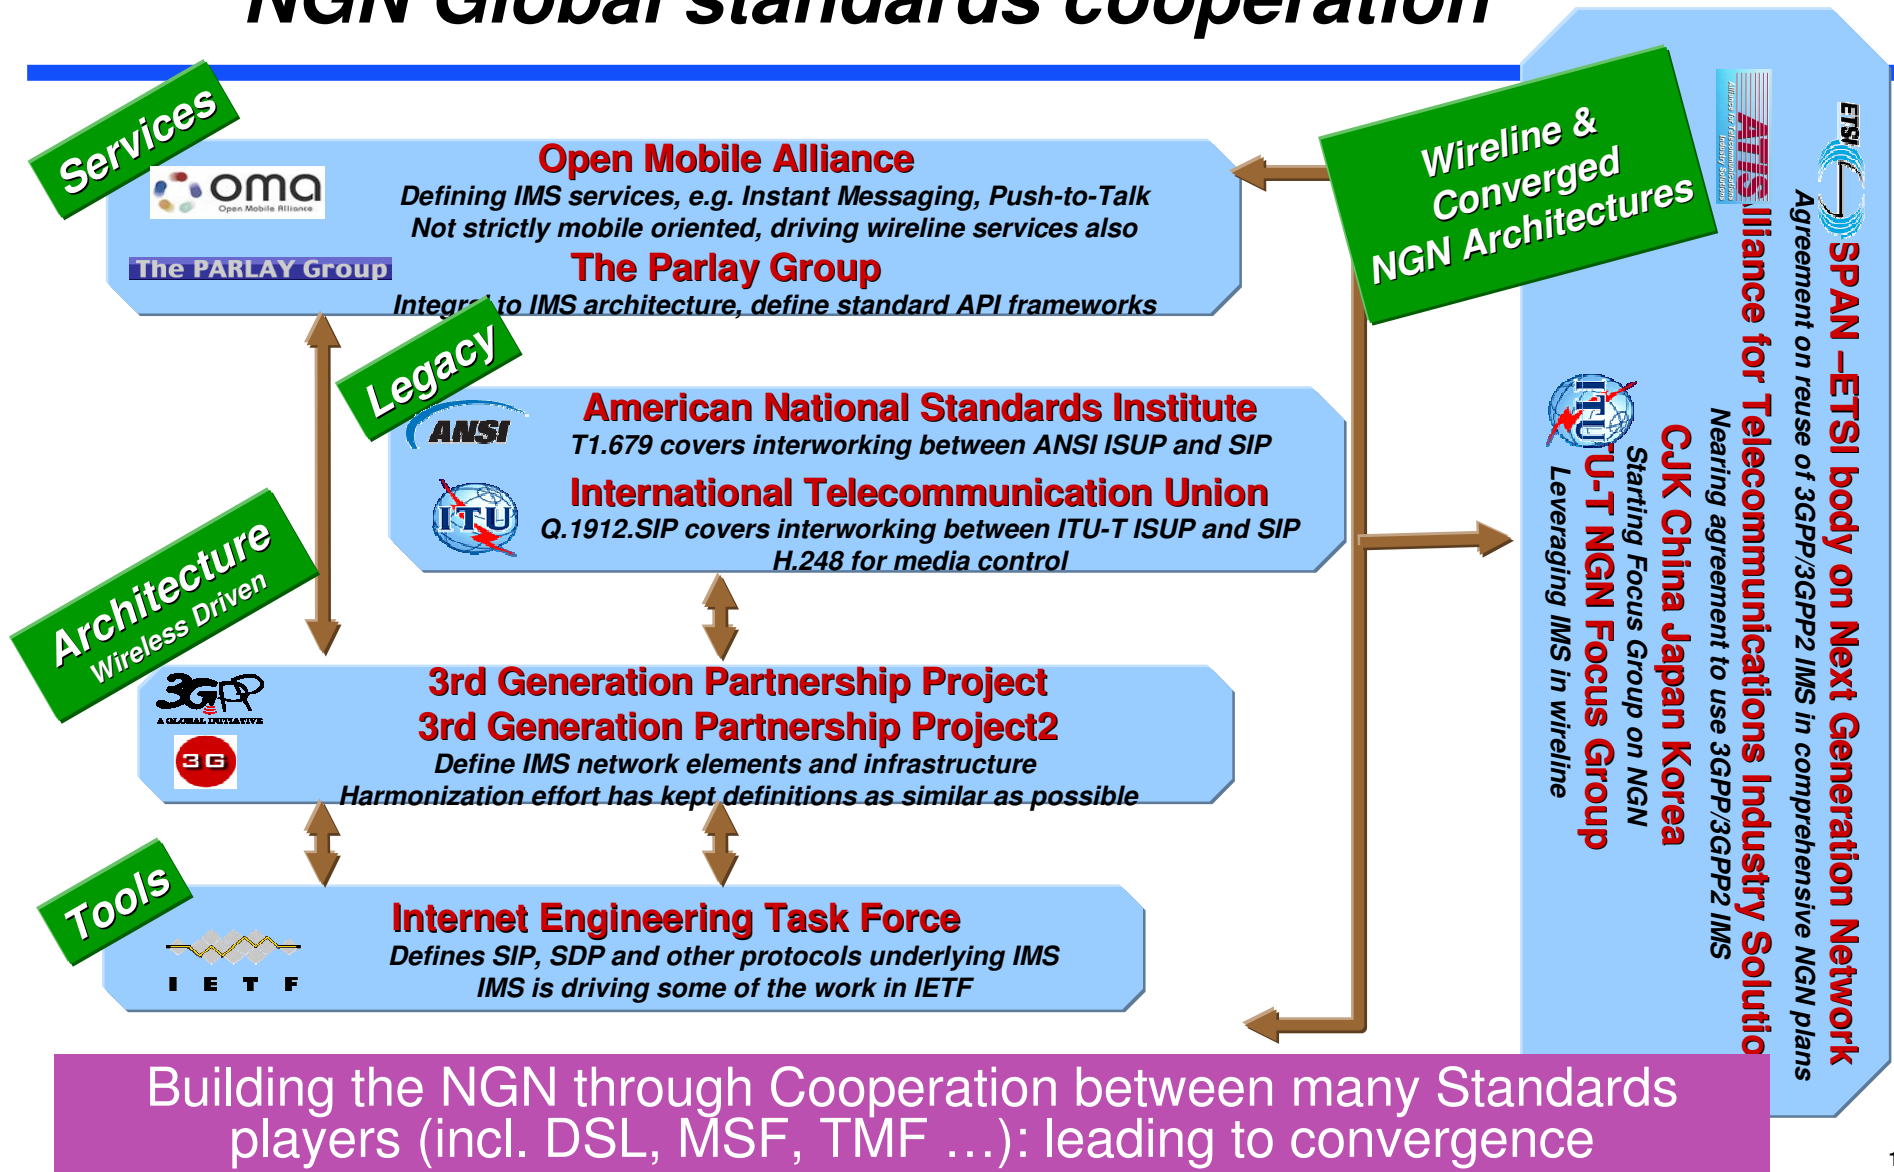 NGN Global standards cooperation
Services
oma
Open Mobile Alliance
Open Mobile Alliance
Defining IMS services, e.g. Instant Messaging, Push-to-Talk
Not strictly mobile oriented, driving wireline services also
The PARLAY Group
The Parlay Group
Integral to IMS architecture, define standard API frameworks
Legacy
ANSI
American National Standards Institute
T1.679 covers interworking between ANSI ISUP and SIP
ITU
International Telecommunication Union
Q.1912.SIP covers interworking between ITU-T ISUP and SIP
H.248 for media control
Architecture
Wireless Driven
3GPP
A GLOBAL INITIATIVE
3G
3rd Generation Partnership Project
3rd Generation Partnership Project2
Define IMS network elements and infrastructure
Harmonization effort has kept definitions as similar as possible
Tools
IETF
Internet Engineering Task Force
Defines SIP, SDP and other protocols underlying IMS
IMS is driving some of the work in IETF
Wireline &
Converged
NGN Architectures
ETSI
SPAN –ETSI body on Next Generation Network
Agreement on reuse of 3GPP/3GPP2 IMS in comprehensive NGN plans
ATIS
Alliance for Telecommunications
Industry Solutions
lliance for Telecommunications Industry Solutio
Nearing agreement to use 3GPP/3GPP2 IMS
CJK China Japan Korea
Starting Focus Group on NGN
ITU
TU-T NGN Focus Group
Leveraging IMS in wireline
Building the NGN through Cooperation between many Standards
players (incl. DSL, MSF, TMF …): leading to convergence